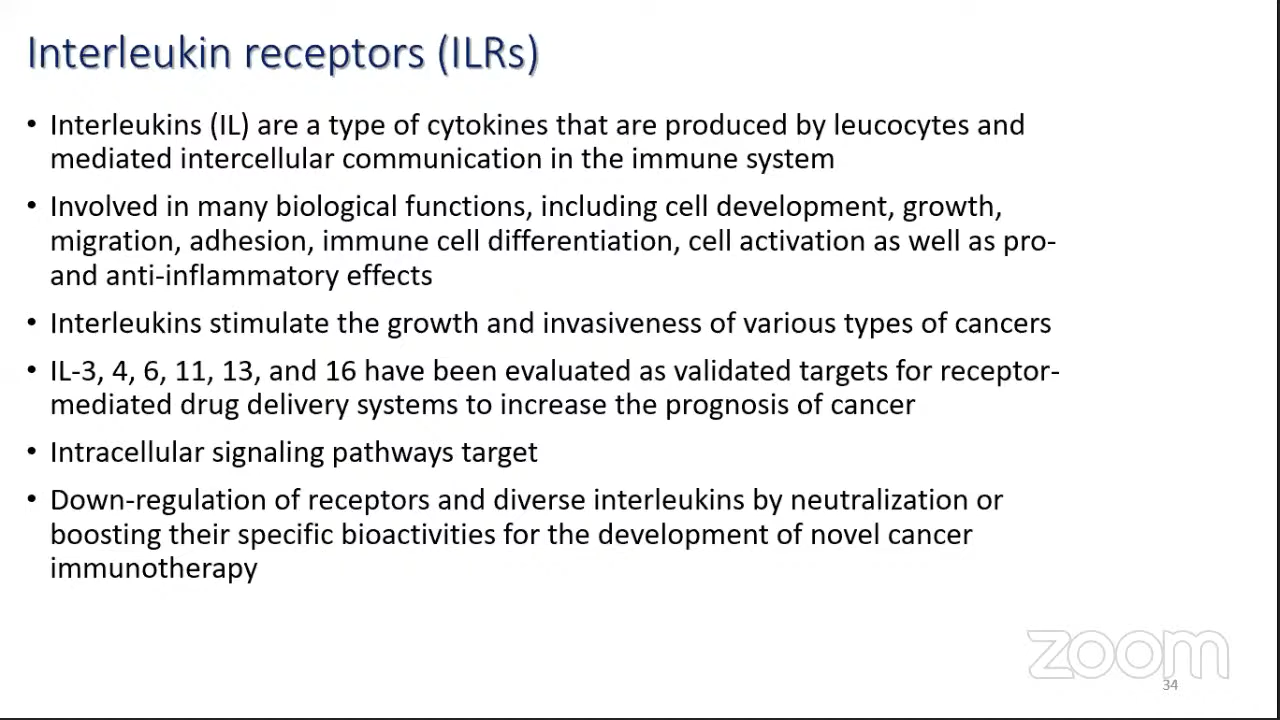 Interleukin receptors (ILRs)
• Interleukins (IL) are a type of cytokines that are produced by leucocytes and
mediated intercellular communication in the immune system
• Involved in many biological functions, including cell development, growth,
migration, adhesion, immune cell differentiation, cell activation as well as pro-
and anti-inflammatory effects
• Interleukins stimulate the growth and invasiveness of various types of cancers
• IL-3, 4, 6, 11, 13, and 16 have been evaluated as validated targets for receptor-
mediated drug delivery systems to increase the prognosis of cancer
• Intracellular signaling pathways target
• Down-regulation of receptors and diverse interleukins by neutralization or
boosting their specific bioactivities for the development of novel cancer
immunotherapy
zoom
34